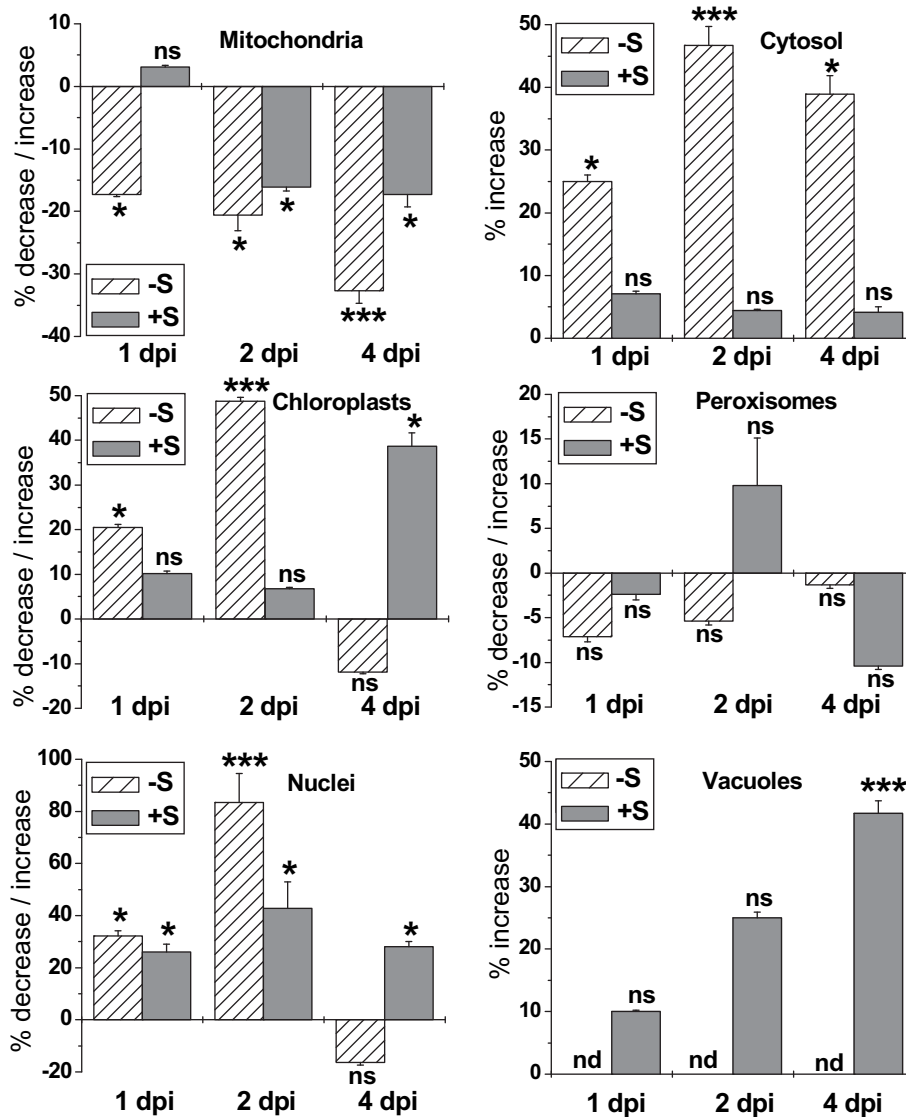 Mitochondria
% decrease / increase
10
0
-10
-20
-30
-40
ns
*
*
*
***
*
-S
+S
1 dpi 2 dpi 4 dpi
Cytosol
% increase
50
40
30
20
10
0
-S
+S
*
ns
***
ns
*
ns
1 dpi 2 dpi 4 dpi
Chloroplasts
% decrease / increase
50
40
30
20
10
0
-10
-20
-S
+S
*
ns
***
ns
ns
*
1 dpi 2 dpi 4 dpi
Peroxisomes
% decrease / increase
20
15
10
5
0
-5
-10
-15
-S
+S
ns
ns
ns
ns
ns
ns
1 dpi 2 dpi 4 dpi
Nuclei
% decrease / increase
100
80
60
40
20
0
-20
-S
+S
*
*
***
*
ns
*
1 dpi 2 dpi 4 dpi
Vacuoles
% increase
50
40
30
20
10
0
-S
+S
nd
ns
nd
ns
nd
***
1 dpi 2 dpi 4 dpi